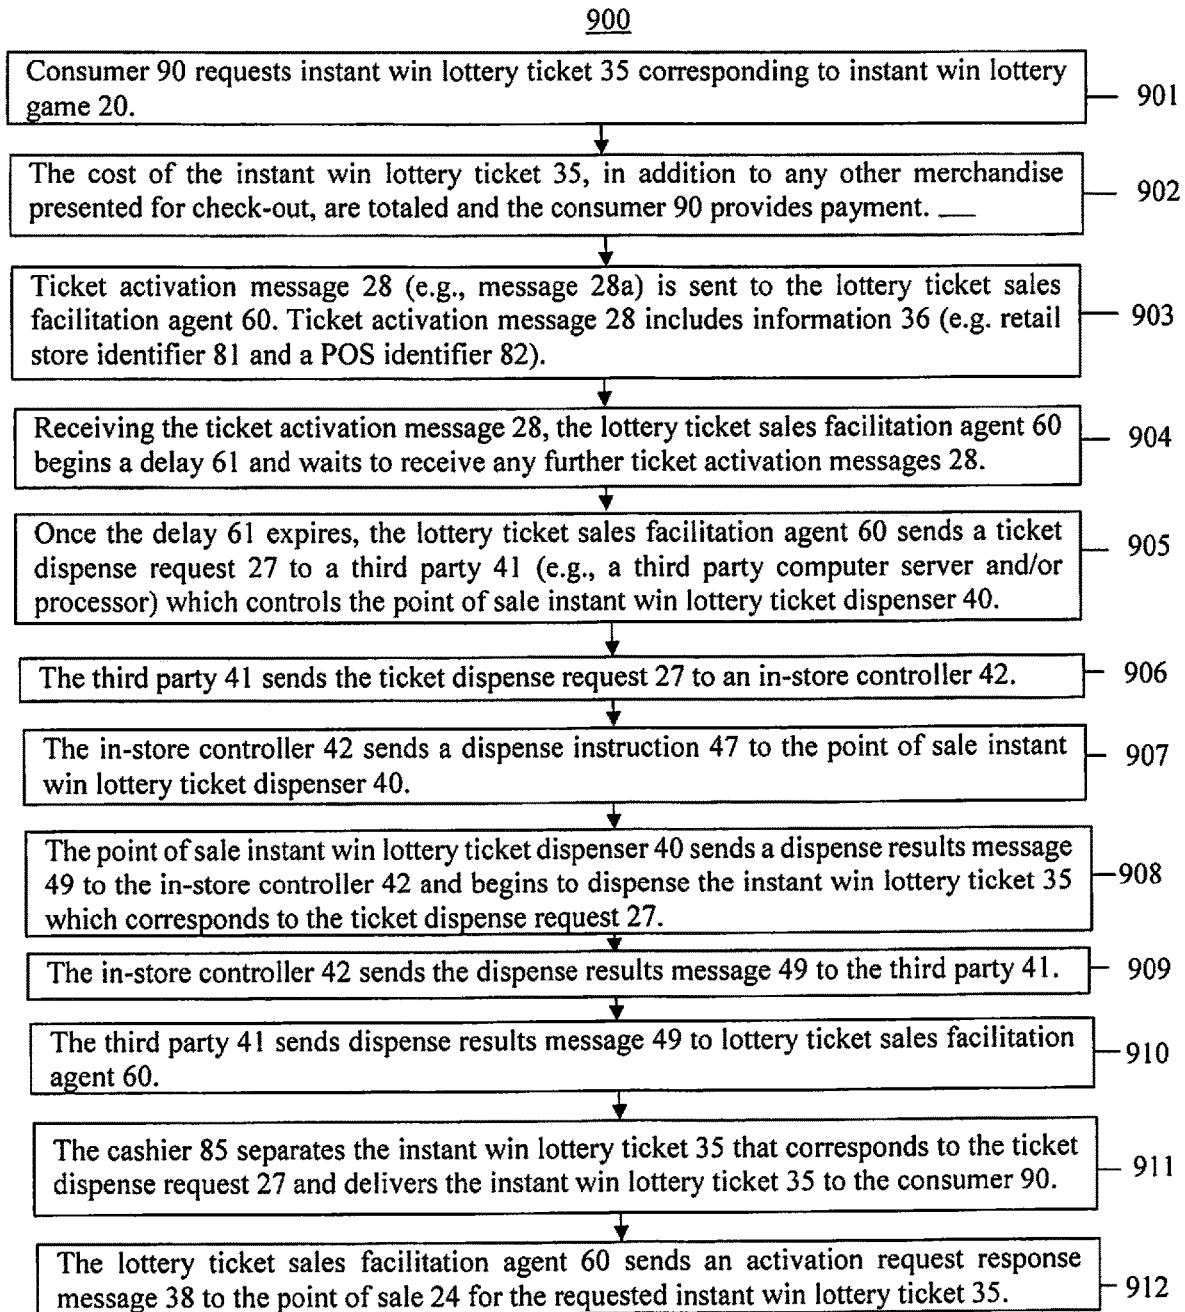 900
Consumer 90 requests instant win lottery ticket 35 corresponding to instant win lottery
game 20.
901
The cost of the instant win lottery ticket 35, in addition to any other merchandise
presented for check-out, are totaled and the consumer 90 provides payment. __
902
Ticket activation message 28 (e.g., message 28a) is sent to the lottery ticket sales
facilitation agent 60. Ticket activation message 28 includes information 36 (e.g. retail
store identifier 81 and a POS identifier 82).
903
Receiving the ticket activation message 28, the lottery ticket sales facilitation agent 60
begins a delay 61 and waits to receive any further ticket activation messages 28.
904
Once the delay 61 expires, the lottery ticket sales facilitation agent 60 sends a ticket
dispense request 27 to a third party 41 (e.g., a third party computer server and/or
processor) which controls the point of sale instant win lottery ticket dispenser 40.
905
The third party 41 sends the ticket dispense request 27 to an in-store controller 42.
906
The in-store controller 42 sends a dispense instruction 47 to the point of sale instant
win lottery ticket dispenser 40.
907
The point of sale instant win lottery ticket dispenser 40 sends a dispense results message
49 to the in-store controller 42 and begins to dispense the instant win lottery ticket 35
which corresponds to the ticket dispense request 27.
908
The in-store controller 42 sends the dispense results message 49 to the third party 41.
909
The third party 41 sends dispense results message 49 to lottery ticket sales facilitation
agent 60.
910
The cashier 85 separates the instant win lottery ticket 35 that corresponds to the ticket
dispense request 27 and delivers the instant win lottery ticket 35 to the consumer 90.
911
The lottery ticket sales facilitation agent 60 sends an activation request response
message 38 to the point of sale 24 for the requested instant win lottery ticket 35.
912